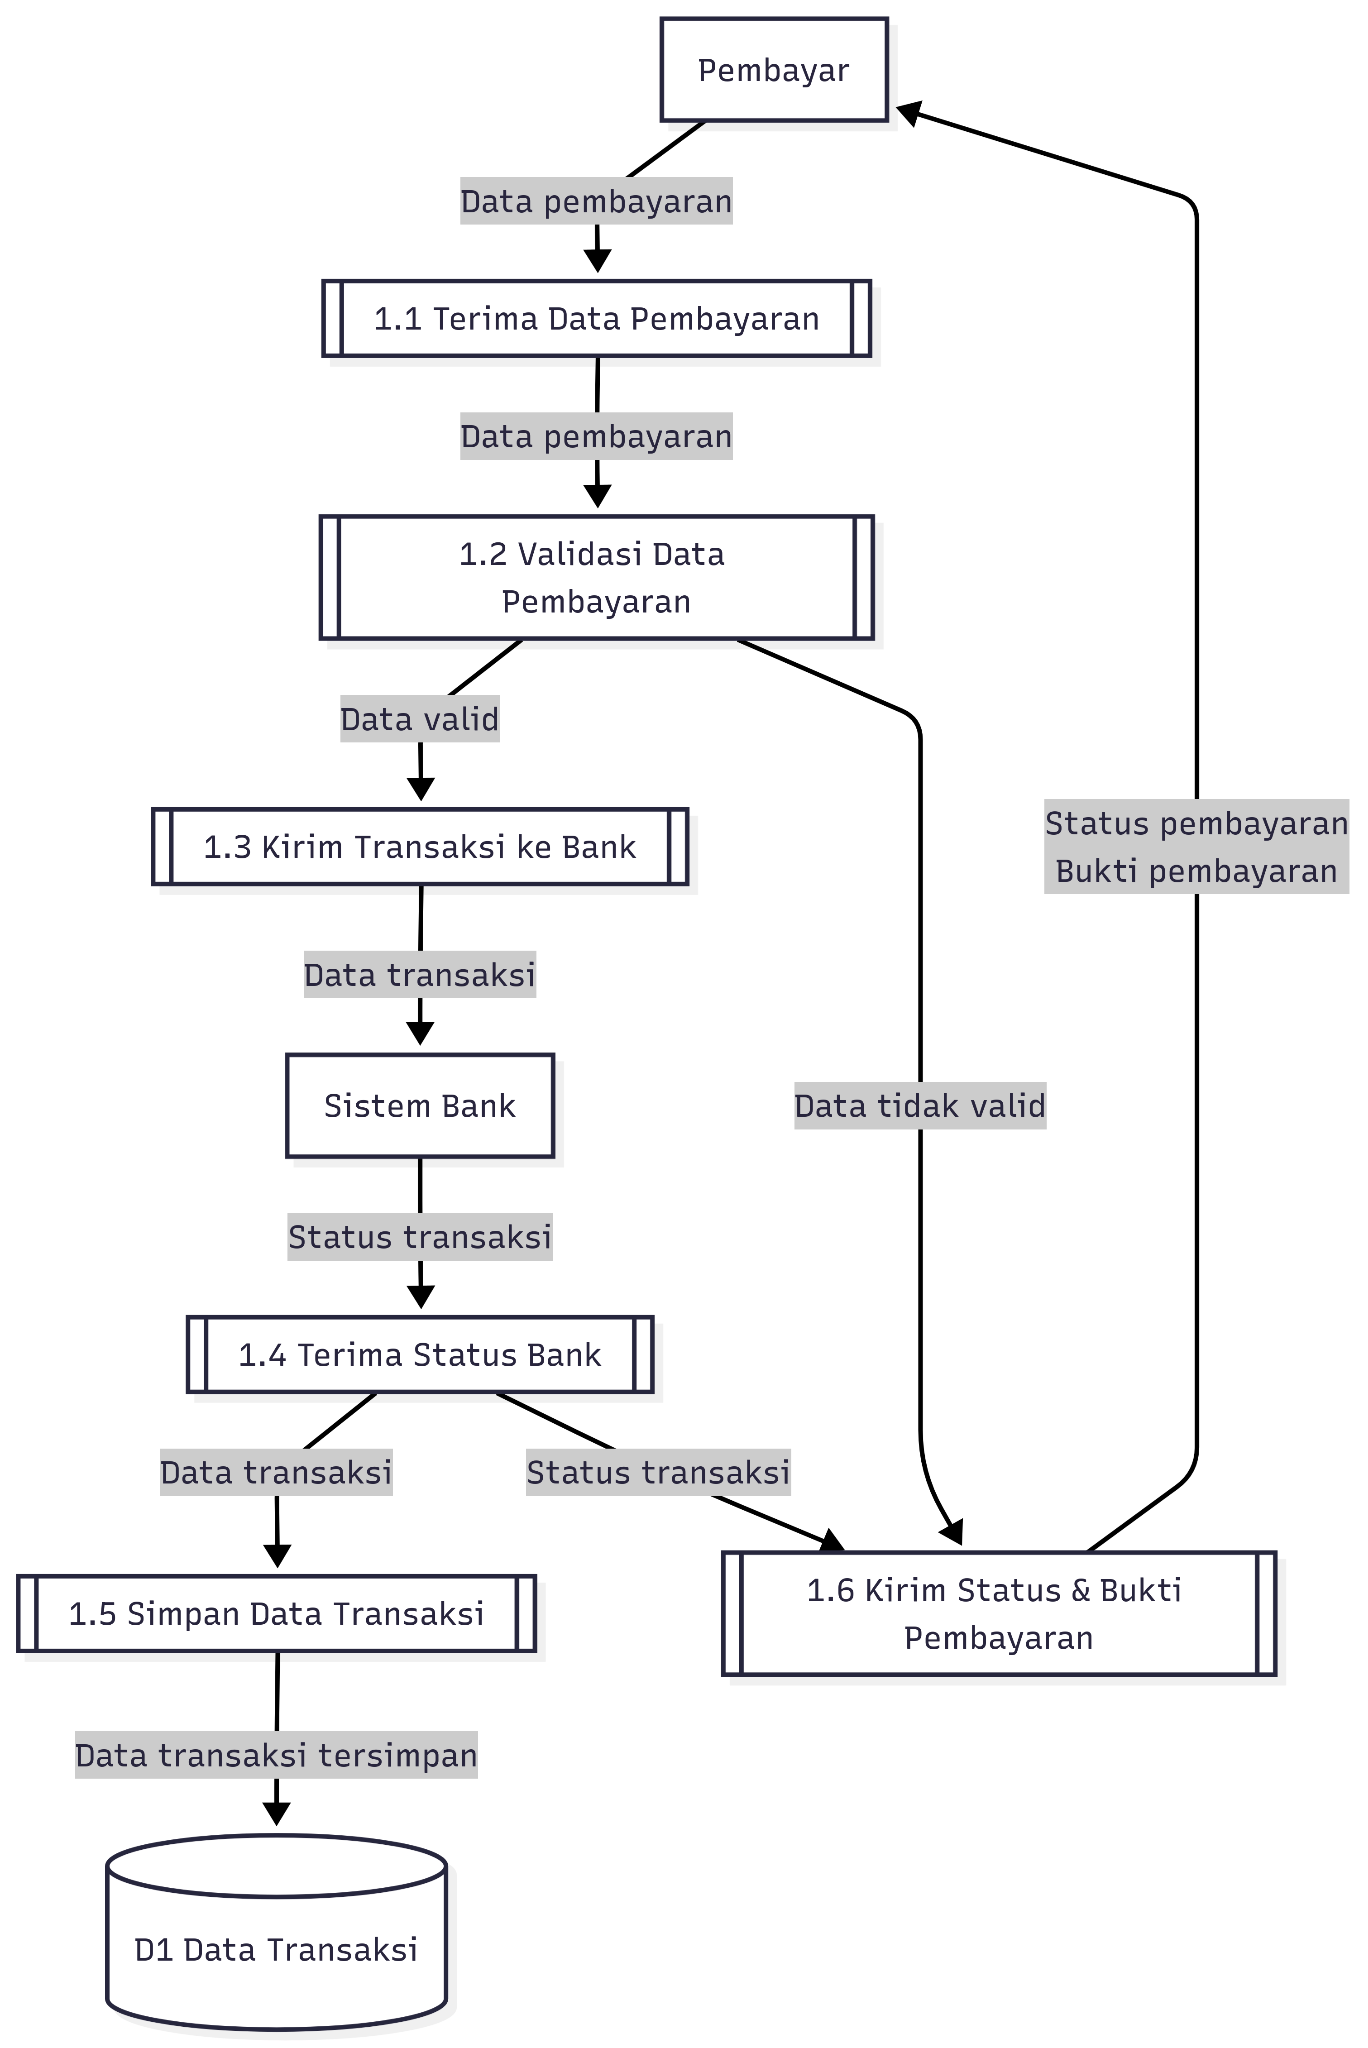 Pembayar
Data pembayaran
1.1 Terima Data Pembayaran
Data pembayaran
1.2 Validasi Data
Pembayaran
Data valid
1.3 Kirim Transaksi ke Bank
Status pembayaran
Bukti pembayaran
Data transaksi
Sistem Bank
Data tidak valid
Status transaksi
1.4 Terima Status Bank
Data transaksi
Status transaksi
1.5 Simpan Data Transaksi
1.6 Kirim Status & Bukti
Pembayaran
Data transaksi tersimpan
D1 Data Transaksi